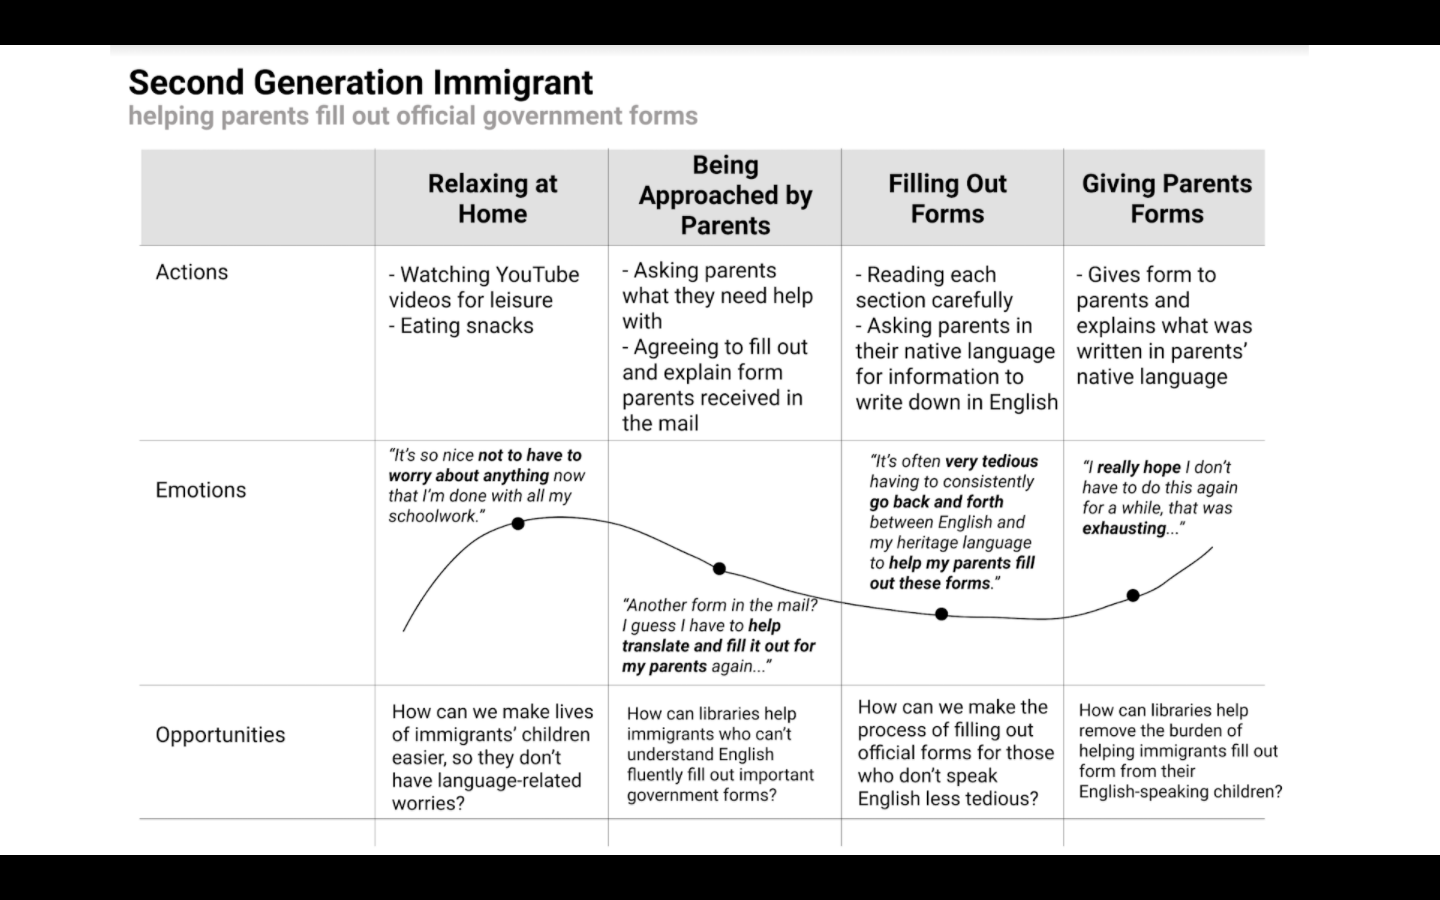 Second Generation Immigrant
helping parents fill out official government forms
Relaxing at
Home
Being
Approached by
Parents
Filling Out
Forms
Giving Parents
Forms
Actions
- Watching YouTube
videos for leisure
- Eating snacks
- Asking parents
what they need help
with
- Agreeing to fill out
and explain form
parents received in
the mail
- Reading each
section carefully
- Asking parents in
their native language
for information to
write down in English
- Gives form to
parents and
explains what was
written in parents’
native language
Emotions
“It’s so nice not to have to
worry about anything now
that I’m done with all my
schoolwork.”
“Another form in the mail?
I guess I have to help
translate and fill it out for
my parents again...”
“It’s often very tedious
having to consistently
go back and forth
between English and
my heritage language
to help my parents fill
out these forms.”
“I really hope I don’t
have to do this again
for a while, that was
exhausting...”
Opportunities
How can we make lives
of immigrants’ children
easier, so they don’t
have language-related
worries?
How can libraries help
immigrants who can’t
understand English
fluently fill out important
government forms?
How can we make the
process of filling out
official forms for those
who don’t speak
English less tedious?
How can libraries help
remove the burden of
helping immigrants fill out
form from their
English-speaking children?